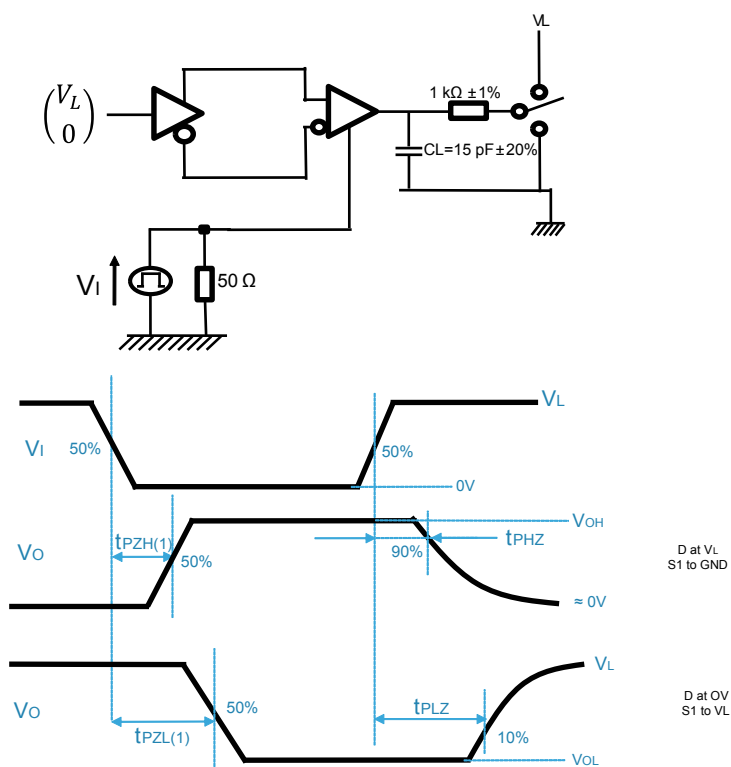 VL
1 kΩ ±1%
(VL
0)
CL=15 pF±20%
VI
50 Ω
VL
VI
50%
50%
0V
VOH
tPZH(1)
tPHZ
VO
50%
90%
D at VL
S1 to GND
≈ 0V
VL
VO
50%
tPLZ
D at OV
S1 to VL
tPZL(1)
10%
VOL